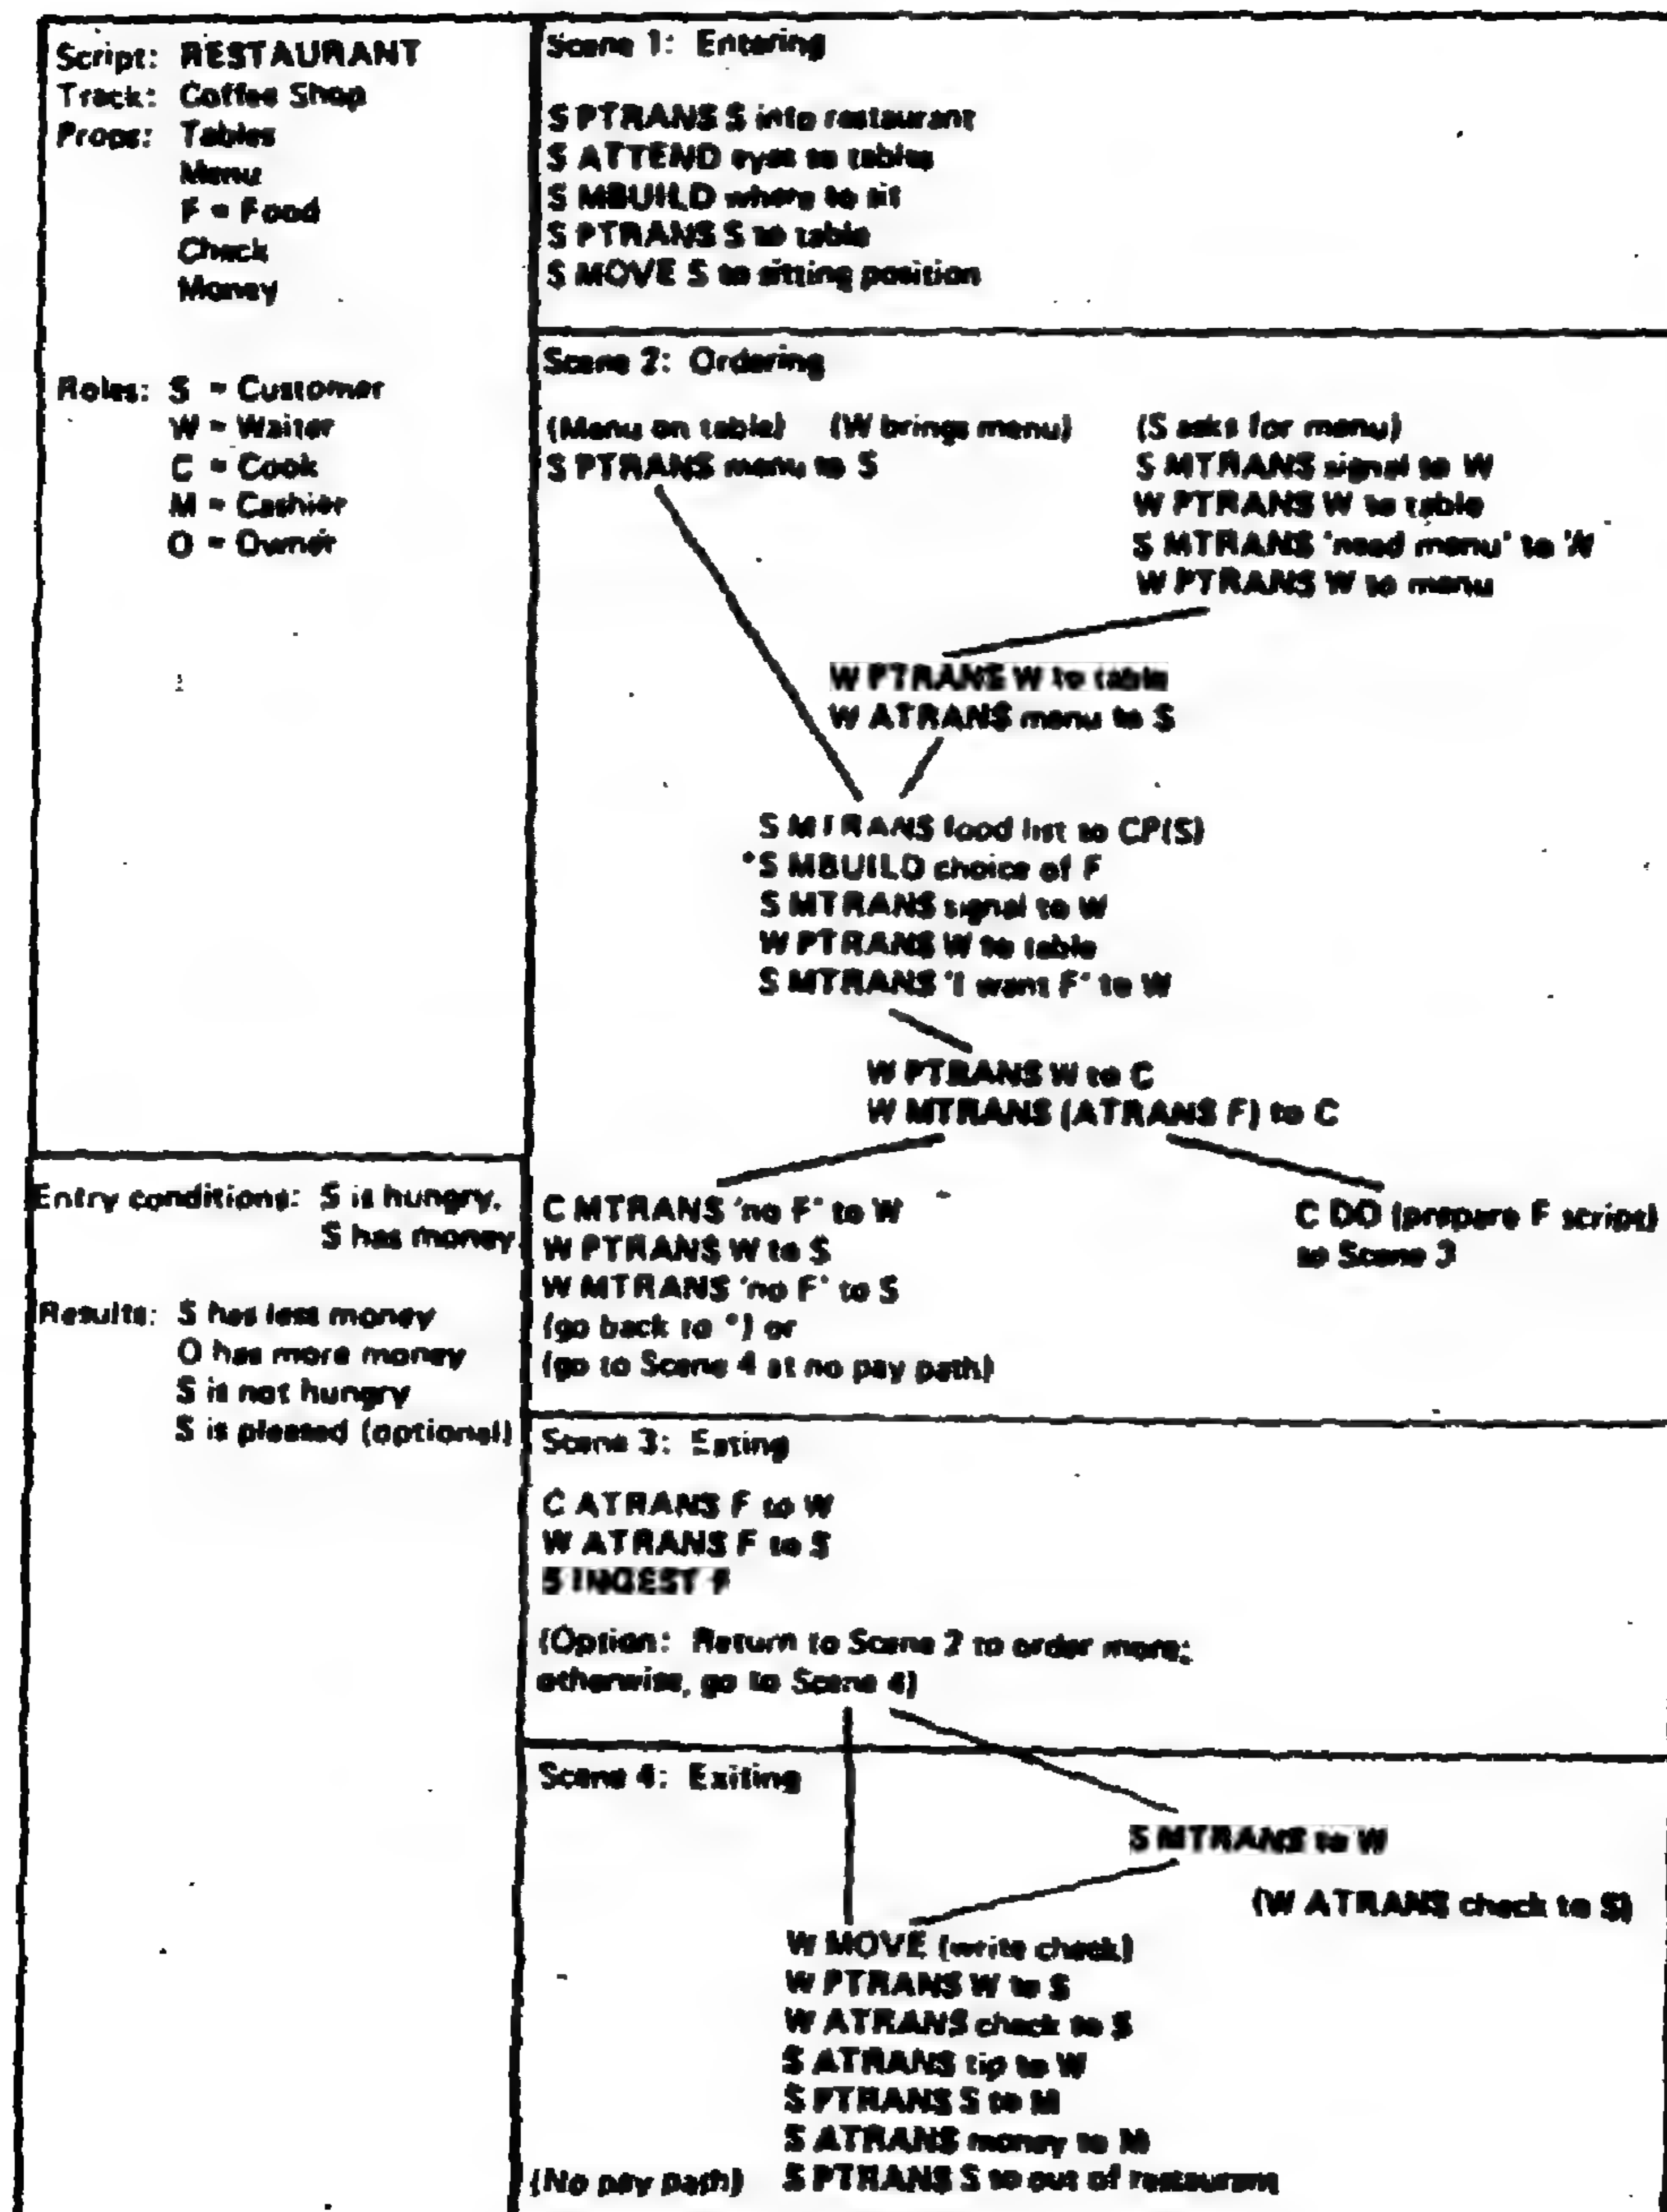 Script: RESTAURANT
Track: Coffee Shop
Props: Tables
Menu
F = Food
Check
Money
Roles: S = Customer
W = Waiter
C = Cook
M = Cashier
O = Owner
Entry conditions: S is hungry.
S has money.
Results: S has less money
O has more money
S is not hungry
S is pleased (optional)
Scene 1: Entering
S PTRANS S into restaurant
S ATTEND eyes to tables
S MBUILD where to sit
S PTRANS S to table
S MOVE S to sitting position
Scene 2: Ordering
(Menu on table) (W brings menu) (S asks for menu)
S PTRANS menu to S
S MTRANS signal to W
W PTRANS W to table
S MTRANS 'need menu' to W
W PTRANS W to menu
W PTRANS W to table
W ATRANS menu to S
S MTRANS food list to CP(S)
*S MBUILD choice of F
S MTRANS signal to W
W PTRANS W to table
S MTRANS 'I want F' to W
W PTRANS W to C
W MTRANS (ATRANS F) to C
C MTRANS 'no F' to W
W PTRANS W to S
W MTRANS 'no F' to S
(go back to *) or
(go to Scene 4 at no pay path)
C DO (prepare F script)
to Scene 3
Scene 3: Eating
C ATRANS F to W
W ATRANS F to S
S INGEST F
(Option: Return to Scene 2 to order more;
otherwise, go to Scene 4)
Scene 4: Exiting
S MTRANS to W
(W ATRANS check to S)
W MOVE (write check)
W PTRANS W to S
W ATRANS check to S
S ATRANS tip to W
S PTRANS S to M
S ATRANS money to M
(No pay path) S PTRANS S to out of restaurant